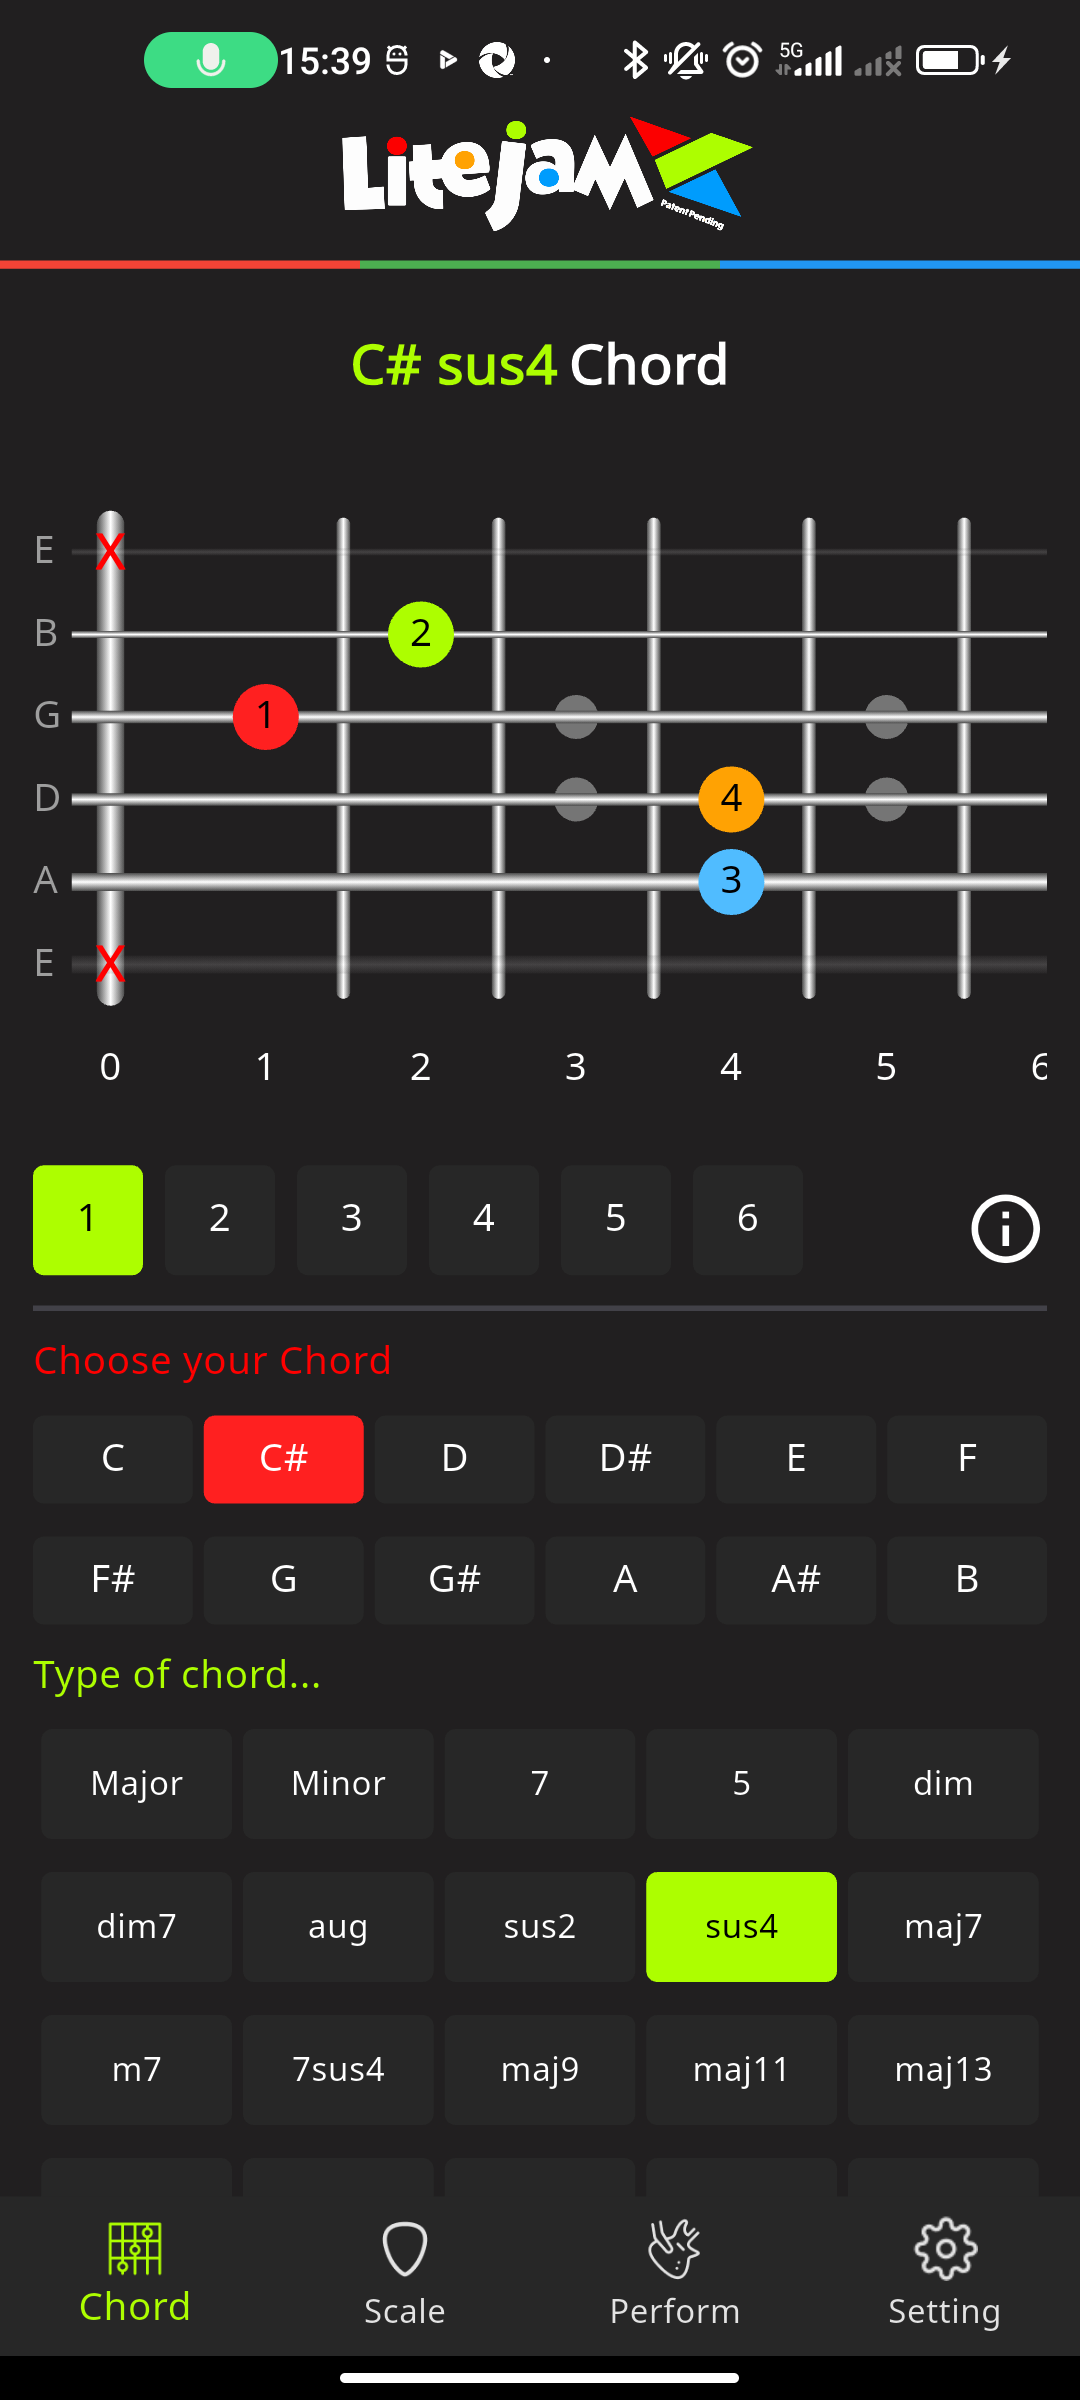 15:39 5G
Litejam
Patent Pending
C# sus4 Chord
E X
B 2
G 1
D 4
A 3
E X
0 1 2 3 4 5 6
1 2 3 4 5 6
Choose your Chord
C C# D D# E F
F# G G# A A# B
Type of chord...
Major Minor 7 5 dim
dim7 aug sus2 sus4 maj7
m7 7sus4 maj9 maj11 maj13
Chord Scale Perform Setting